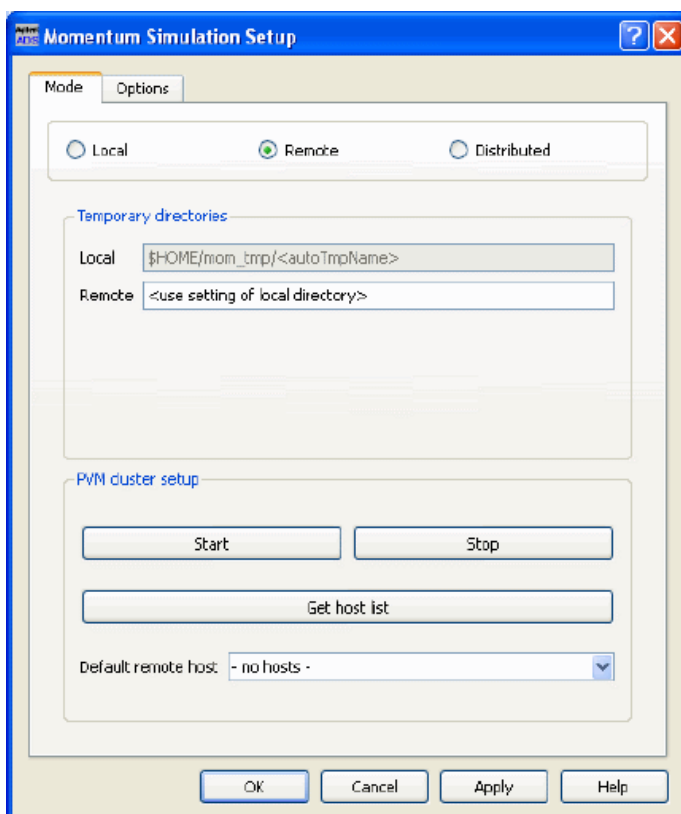 Momentum Simulation Setup
Mode Options
Local Remote Distributed
Temporary directories
Local $HOME/mom_tmp/<autoTmpName>
Remote <use setting of local directory>
PVM cluster setup
Start Stop
Get host list
Default remote host - no hosts -
OK Cancel Apply Help